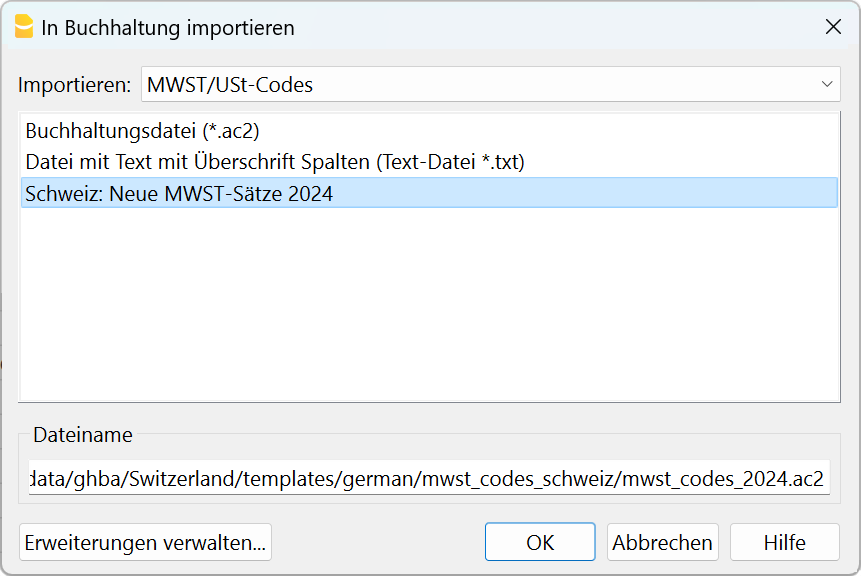 In Buchhaltung importieren
Importieren: MWST/USt-Codes
Buchhaltungsdatei (*.ac2)
Datei mit Text mit Überschrift Spalten (Text-Datei *.txt)
Schweiz: Neue MWST-Sätze 2024
Dateiname
data/ghba/Switzerland/templates/german/mwst_codes_schweiz/mwst_codes_2024.ac2
Erweiterungen verwalten... OK Abbrechen Hilfe